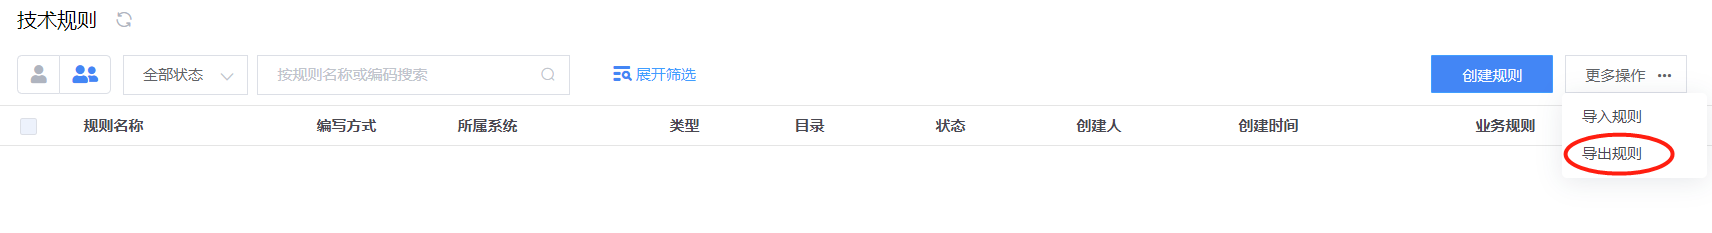 技术规则
全部状态 按规则名称或编码搜索 展开筛选 创建规则 更多操作 •••
规则名称 编写方式 所属系统 类型 目录 状态 创建人 创建时间 业务规则
导入规则
导出规则